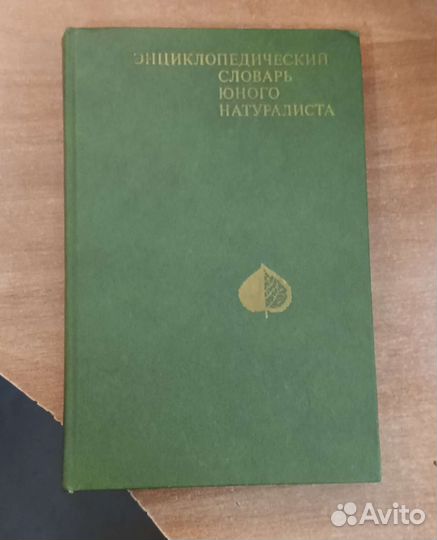 ЭНЦИКЛОПЕДИЧЕСКИЙ
СЛОВАРЬ
ЮНОГО
НАТУРАЛИСТА
Avito